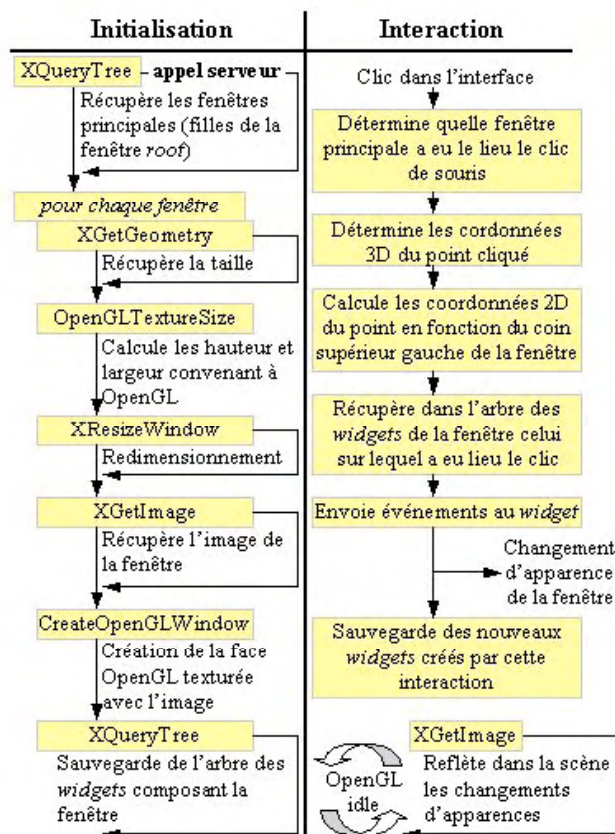 Initialisation
XQueryTree
appel serveur
Récupère les fenêtres
principales (filles de la
fenêtre root)
pour chaque fenêtre
XGetGeometry
Récupère la taille
OpenGLTextureSize
Calcule les hauteur et
largeur convenant à
OpenGL
XResizeWindow
Redimensionnement
XGetImage
Récupère l'image de
la fenêtre
CreateOpenGLWindow
Création de la face
OpenGL texturée
avec l'image
XQueryTree
Sauvegarde de l'arbre des
widgets composant la
fenêtre
Interaction
Clic dans l'interface
Détermine quelle fenêtre
principale a eu le lieu le clic
de souris
Détermine les cordonnées
3D du point cliqué
Calcule les coordonnées 2D
du point en fonction du coin
supérieur gauche de la fenêtre
Récupère dans l'arbre des
widgets de la fenêtre celui
sur lequel a eu lieu le clic
Envoie événements au widget
Changement
d'apparence
de la fenêtre
Sauvegarde des nouveaux
widgets créés par cette
interaction
OpenGL
idle
XGetImage
Reflète dans la scène
les changements
d'apparences